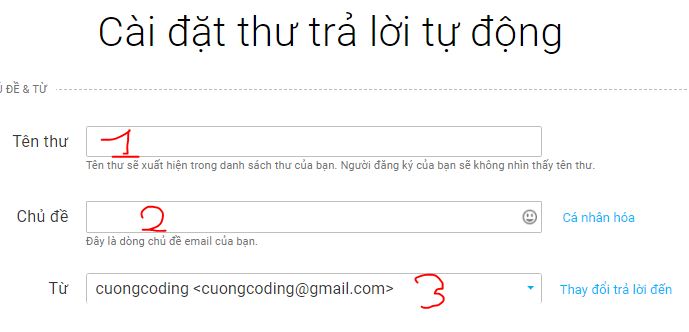 Cài đặt thư trả lời tự động
Ủ ĐỀ & TỪ
Tên thư 1
Tên thư sẽ xuất hiện trong danh sách thư của bạn. Người đăng ký của bạn sẽ không nhìn thấy tên thư.
Chủ đề 2 Cá nhân hóa
Đây là dòng chủ đề email của bạn.
Từ cuongcoding <cuongcoding@gmail.com> 3 Thay đổi trả lời đến